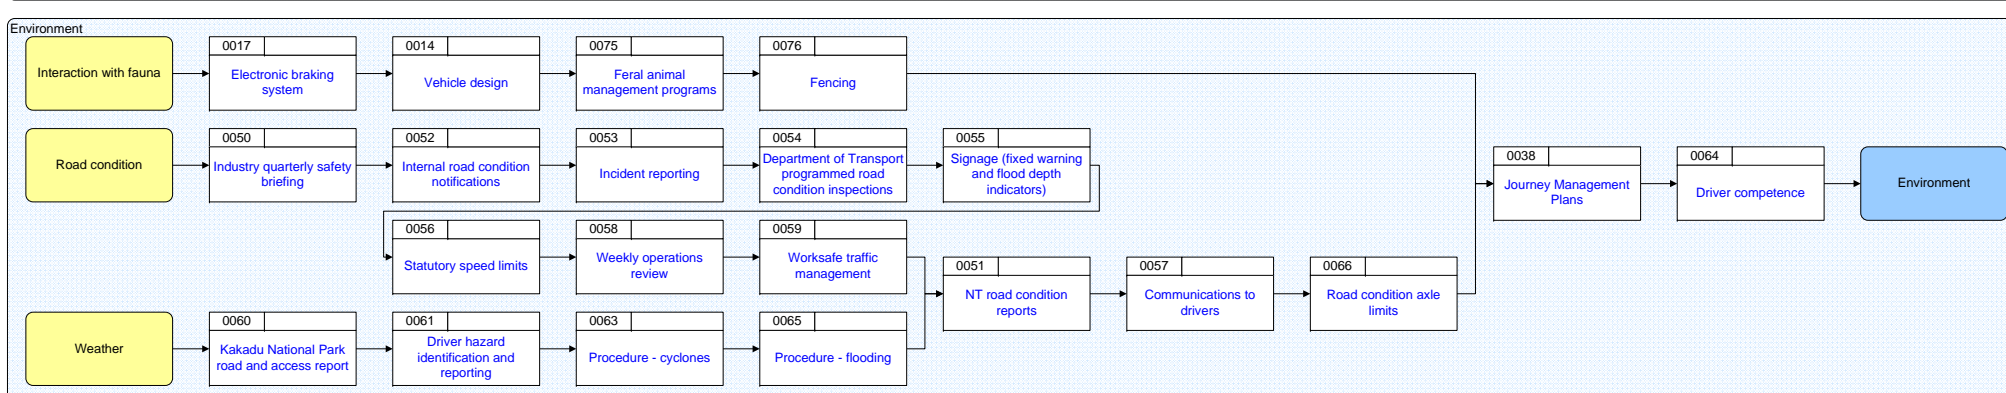 Environment
Interaction with fauna
0017
Electronic braking
system
0014
Vehicle design
0075
Feral animal
management programs
0076
Fencing
Road condition
0050
Industry quarterly safety
briefing
0052
Internal road condition
notifications
0053
Incident reporting
0054
Department of Transport
programmed road
condition inspections
0055
Signage (fixed warning
and flood depth
indicators)
0038
Journey Management
Plans
0064
Driver competence
Environment
0056
Statutory speed limits
0058
Weekly operations
review
0059
Worksafe traffic
management
0051
NT road condition
reports
0057
Communications to
drivers
0066
Road condition axle
limits
Weather
0060
Kakadu National Park
road and access report
0061
Driver hazard
identification and
reporting
0063
Procedure - cyclones
0065
Procedure - flooding